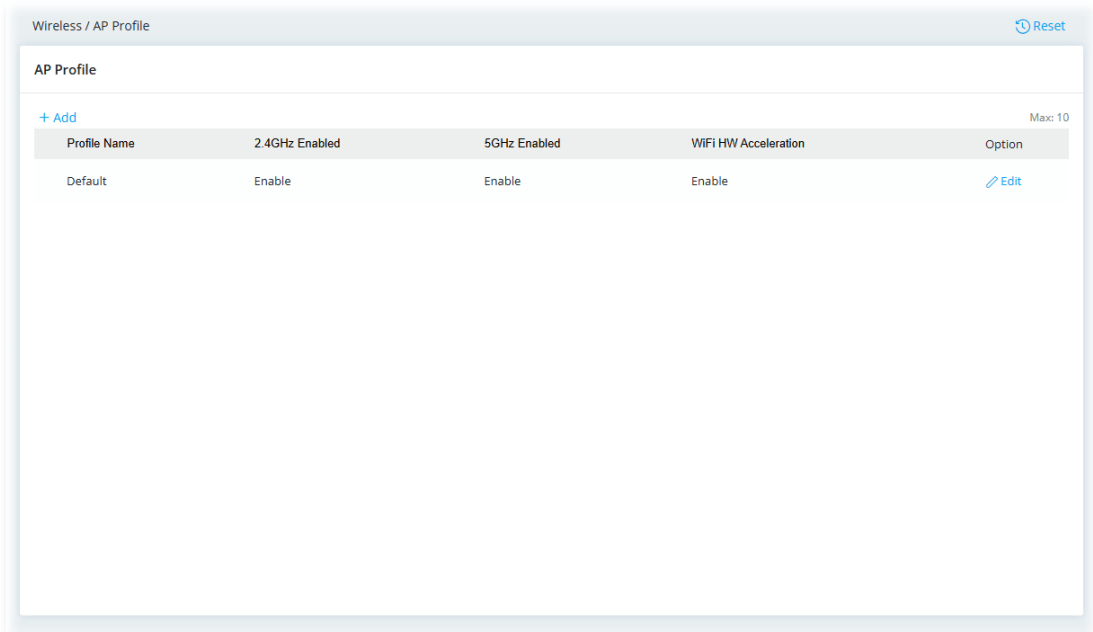 Wireless / AP Profile Reset
AP Profile
+ Add Max: 10
Profile Name 2.4GHz Enabled 5GHz Enabled WiFi HW Acceleration Option
Default Enable Enable Enable Edit